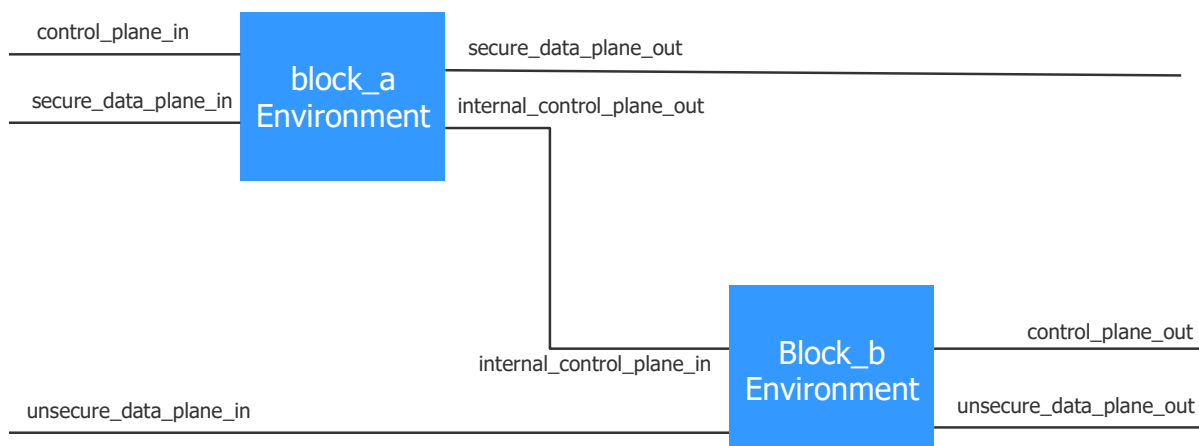 control_plane_in
secure_data_plane_out
block_a
Environment
secure_data_plane_in
internal_control_plane_out
control_plane_out
internal_control_plane_in
Block_b
Environment
unsecure_data_plane_in
unsecure_data_plane_out